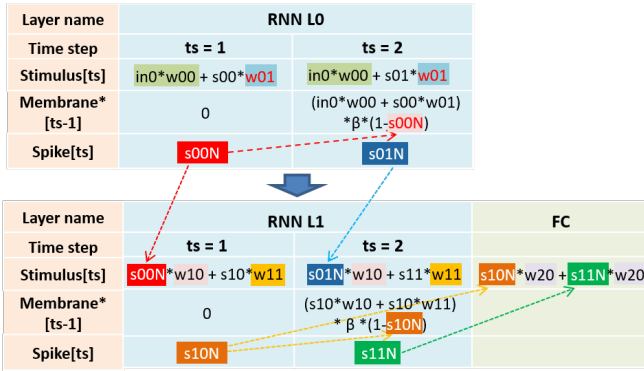 Layer name RNN L0
Time step ts = 1 ts = 2
Stimulus[ts] in0*w00 + s00*w01 in0*w00 + s01*w01
Membrane* (in0*w00 + s00*w01)
[ts-1] 0 *β*(1-s00N)
Spike[ts] s00N s01N
Layer name RNN L1 FC
Time step ts = 1 ts = 2
Stimulus[ts] s00N*w10 + s10*w11 s01N*w10 + s11*w11 s10N*w20 + s11N*w20
Membrane* (s10*w10 + s10*w11)
[ts-1] 0 * β *(1-s10N)
Spike[ts] s10N s11N